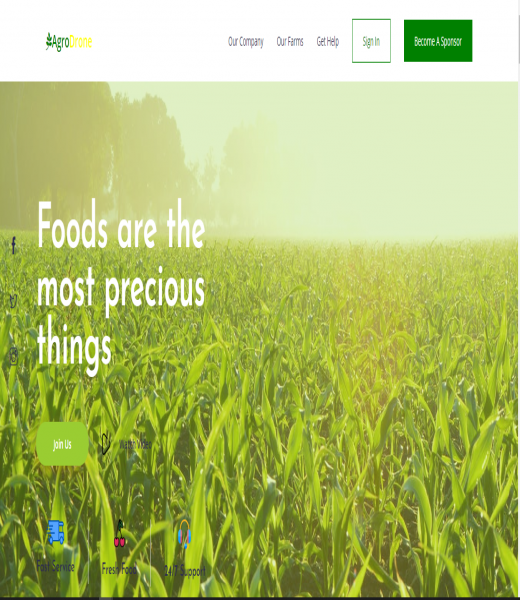 AgroDrone
Our Company
Our Farms
Get Help
Sign In
Become A Sponsor
Foods are the
most precious
things
Join Us
Watch Video
Fast Service
Fresh Food
24/7 Support